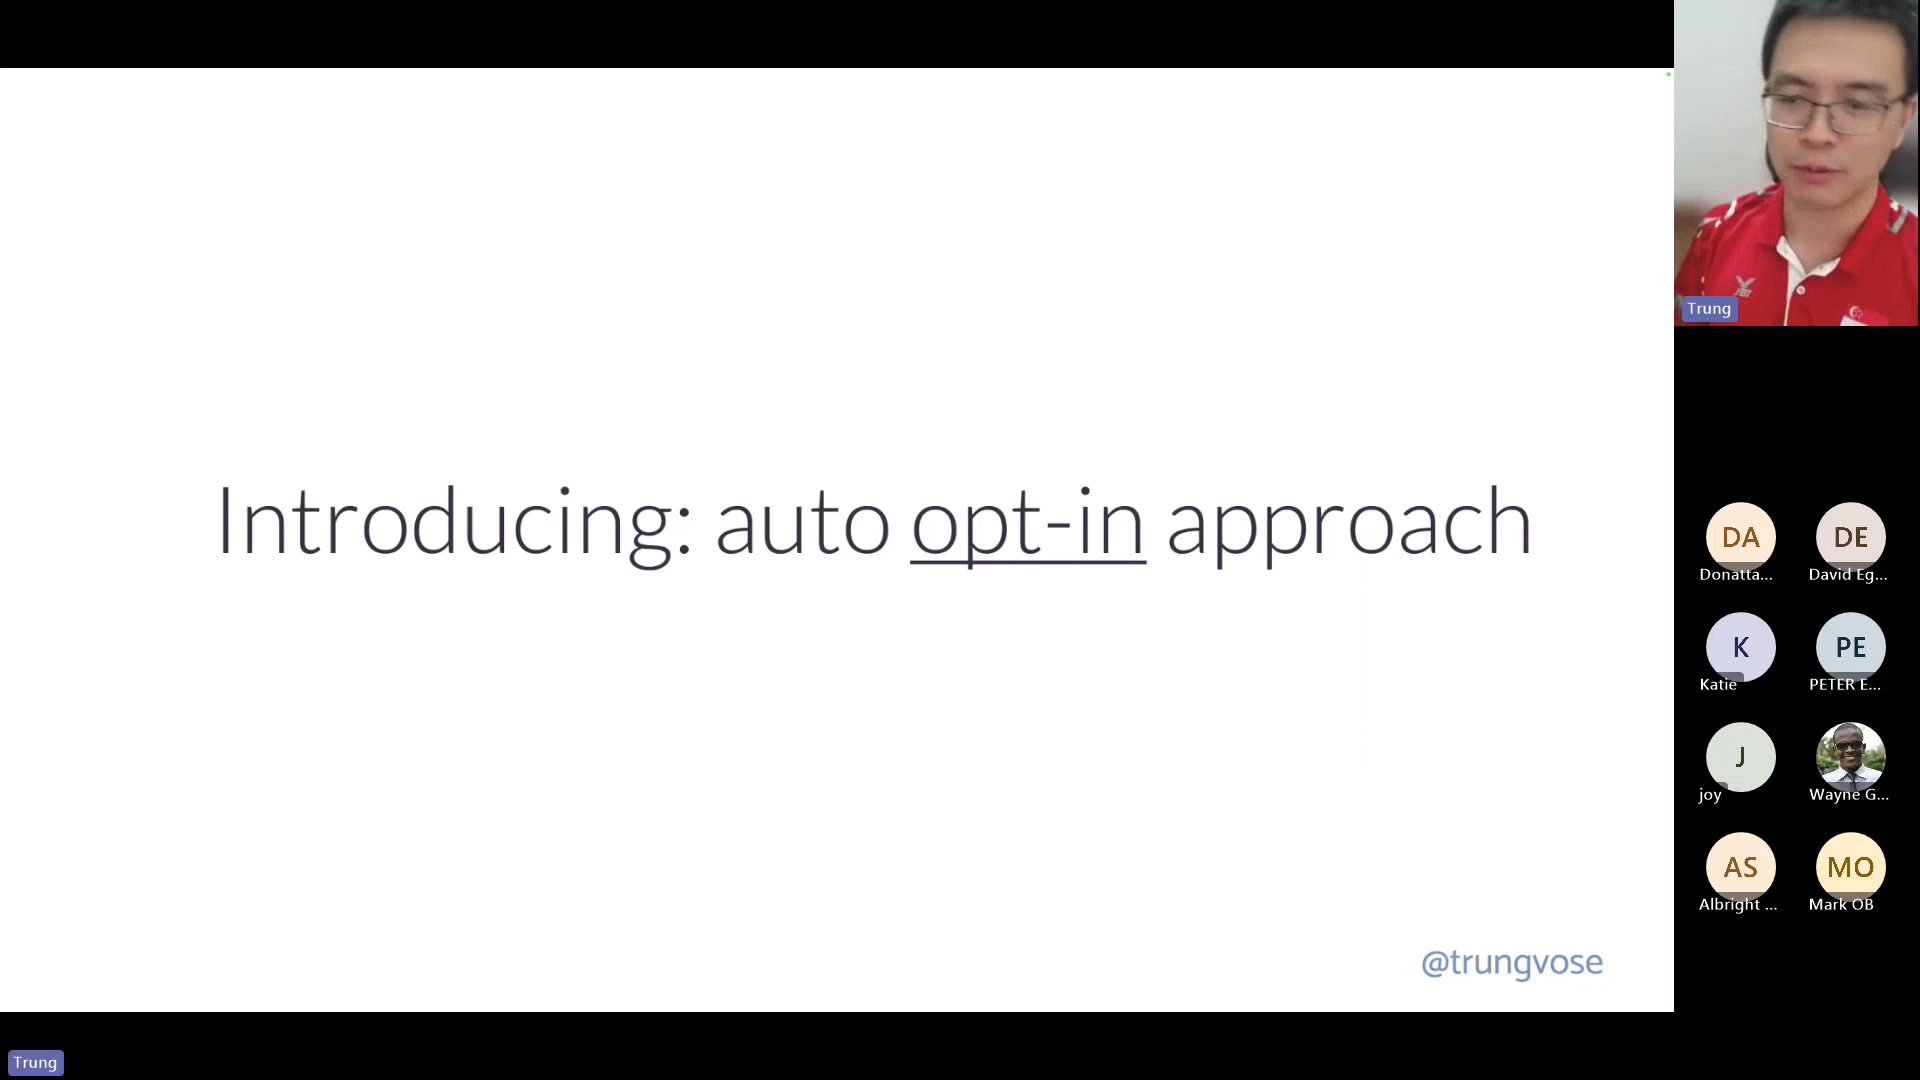 Introducing: auto opt-in approach
@trungvose
Trung
FBT
DA
DE
Donatta...
David Eg...
K
PE
Katie
PETER E...
J
joy
Wayne G...
AS
MO
Albright ...
Mark OB
Trung